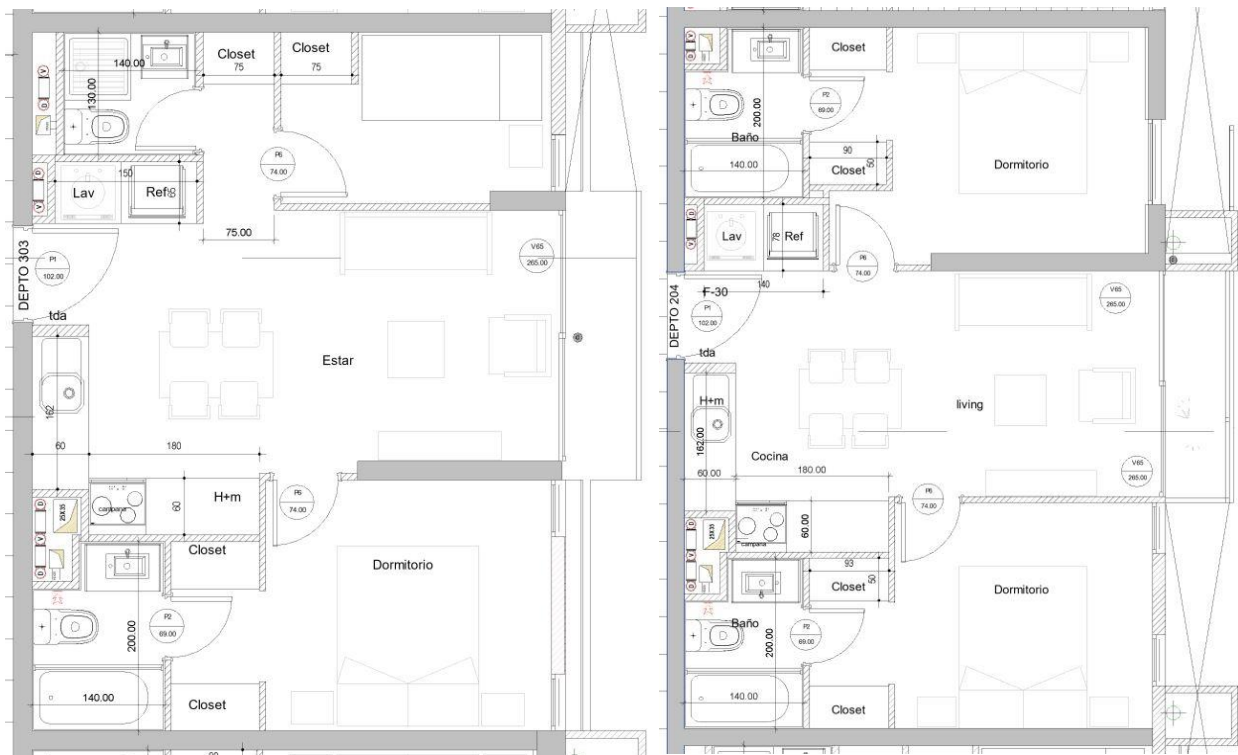 Closet
Closet
140.00
75
75
130.00
P6
74.00
150
Lav
Ref
75.00
DEPTO 303
P1
102.00
V65
265.00
tda
Estar
162
60
180
campana
60
H+m
P6
74.00
25X35
Closet
Dormitorio
P2
69.00
200.00
140.00
Closet
Closet
P2
69.00
200.00
Baño
90
50
140.00
Closet
Dormitorio
Lav
78
Ref
P6
74.00
DEPTO 204
F-30
140
P1
102.00
V65
265.00
tda
H+m
living
162.00
Cocina
60.00
180.00
V65
265.00
P6
74.00
25X35
campana
60.00
93
Closet
50
Dormitorio
Baño
P2
69.00
200.00
140.00
Closet